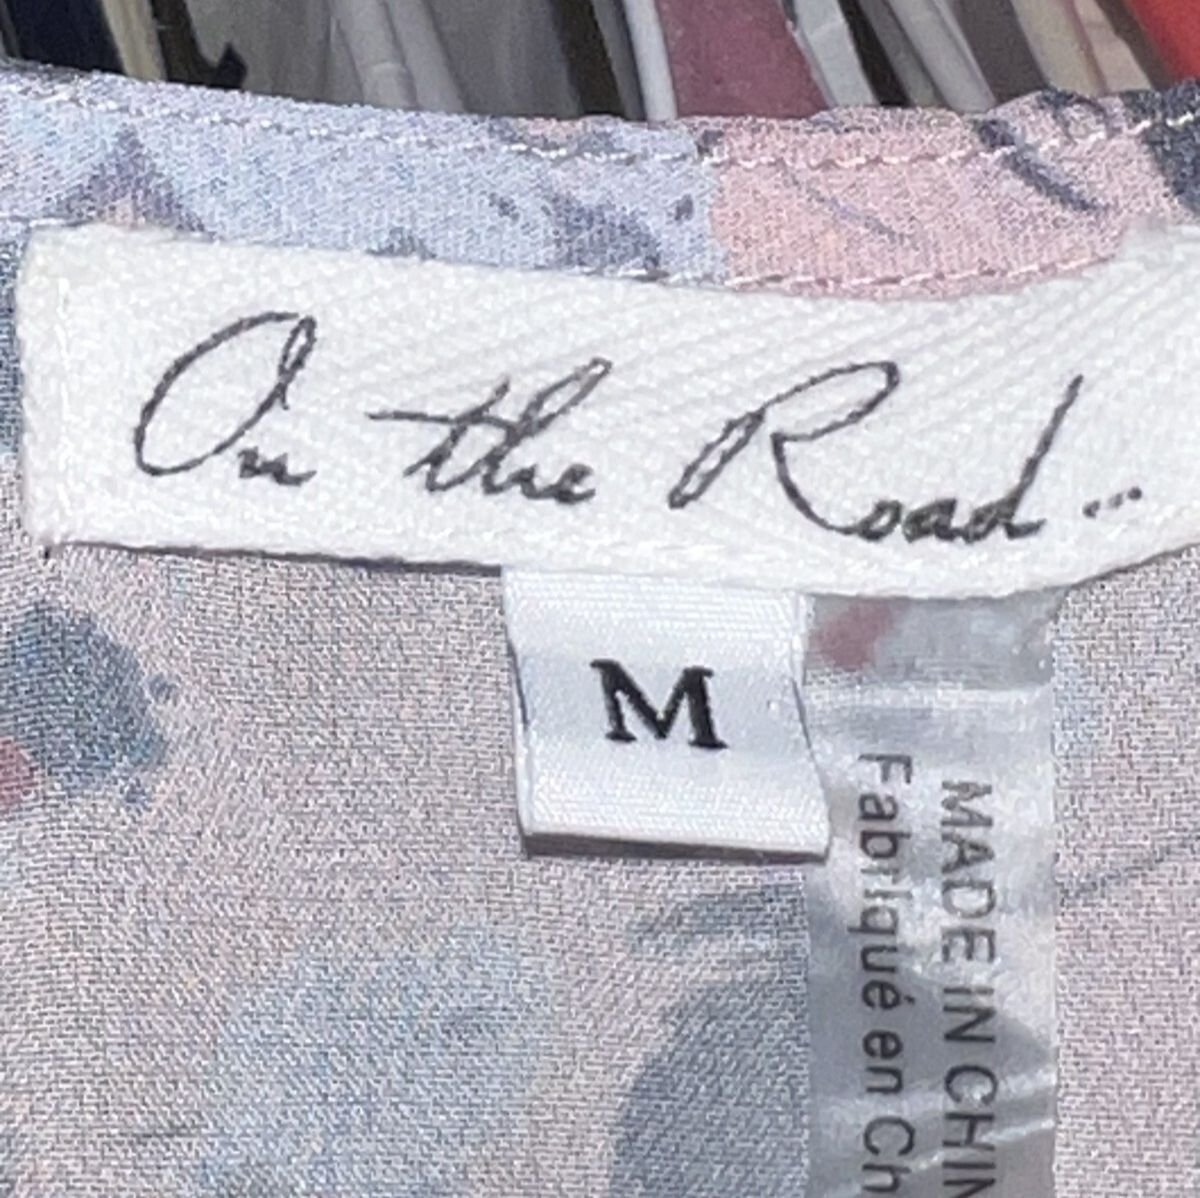 On the Road...
M
MADE IN CHIN
Fabriqué en Ch